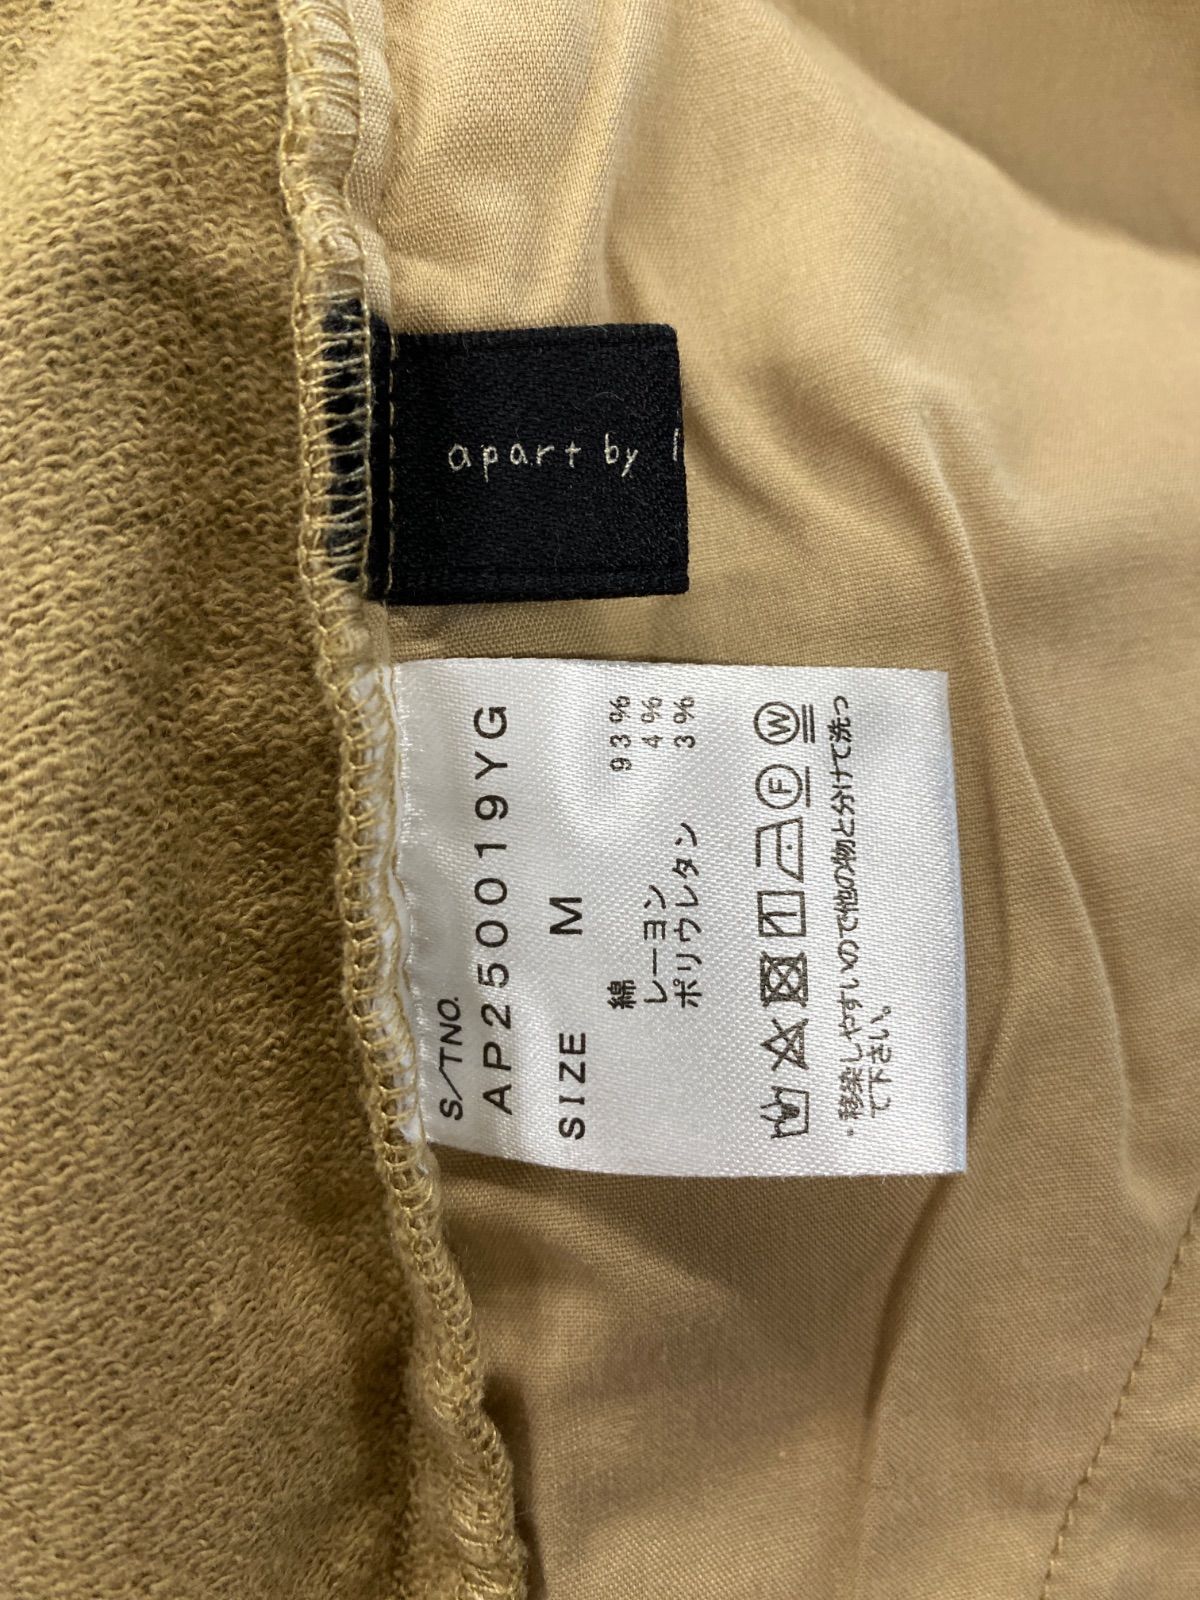 apart by l
S/TNO.
AP250019YG
SIZE M
綿 93%
レーヨン 4%
ポリウレタン 3%
F W
・移染しやすいので他の物と分けて洗っ
て下さい。